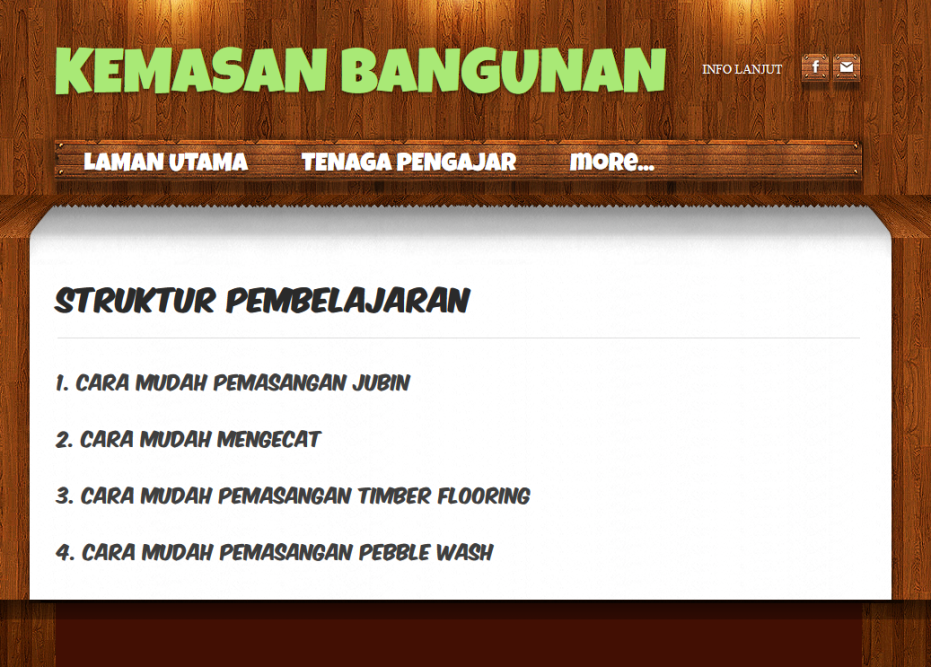 KEMASAN BANGUNAN
INFO LANJUT
LAMAN UTAMA TENAGA PENGAJAR more...
STRUKTUR PEMBELAJARAN
1. CARA MUDAH PEMASANGAN JUBIN
2. CARA MUDAH MENGECAT
3. CARA MUDAH PEMASANGAN TIMBER FLOORING
4. CARA MUDAH PEMASANGAN PEBBLE WASH